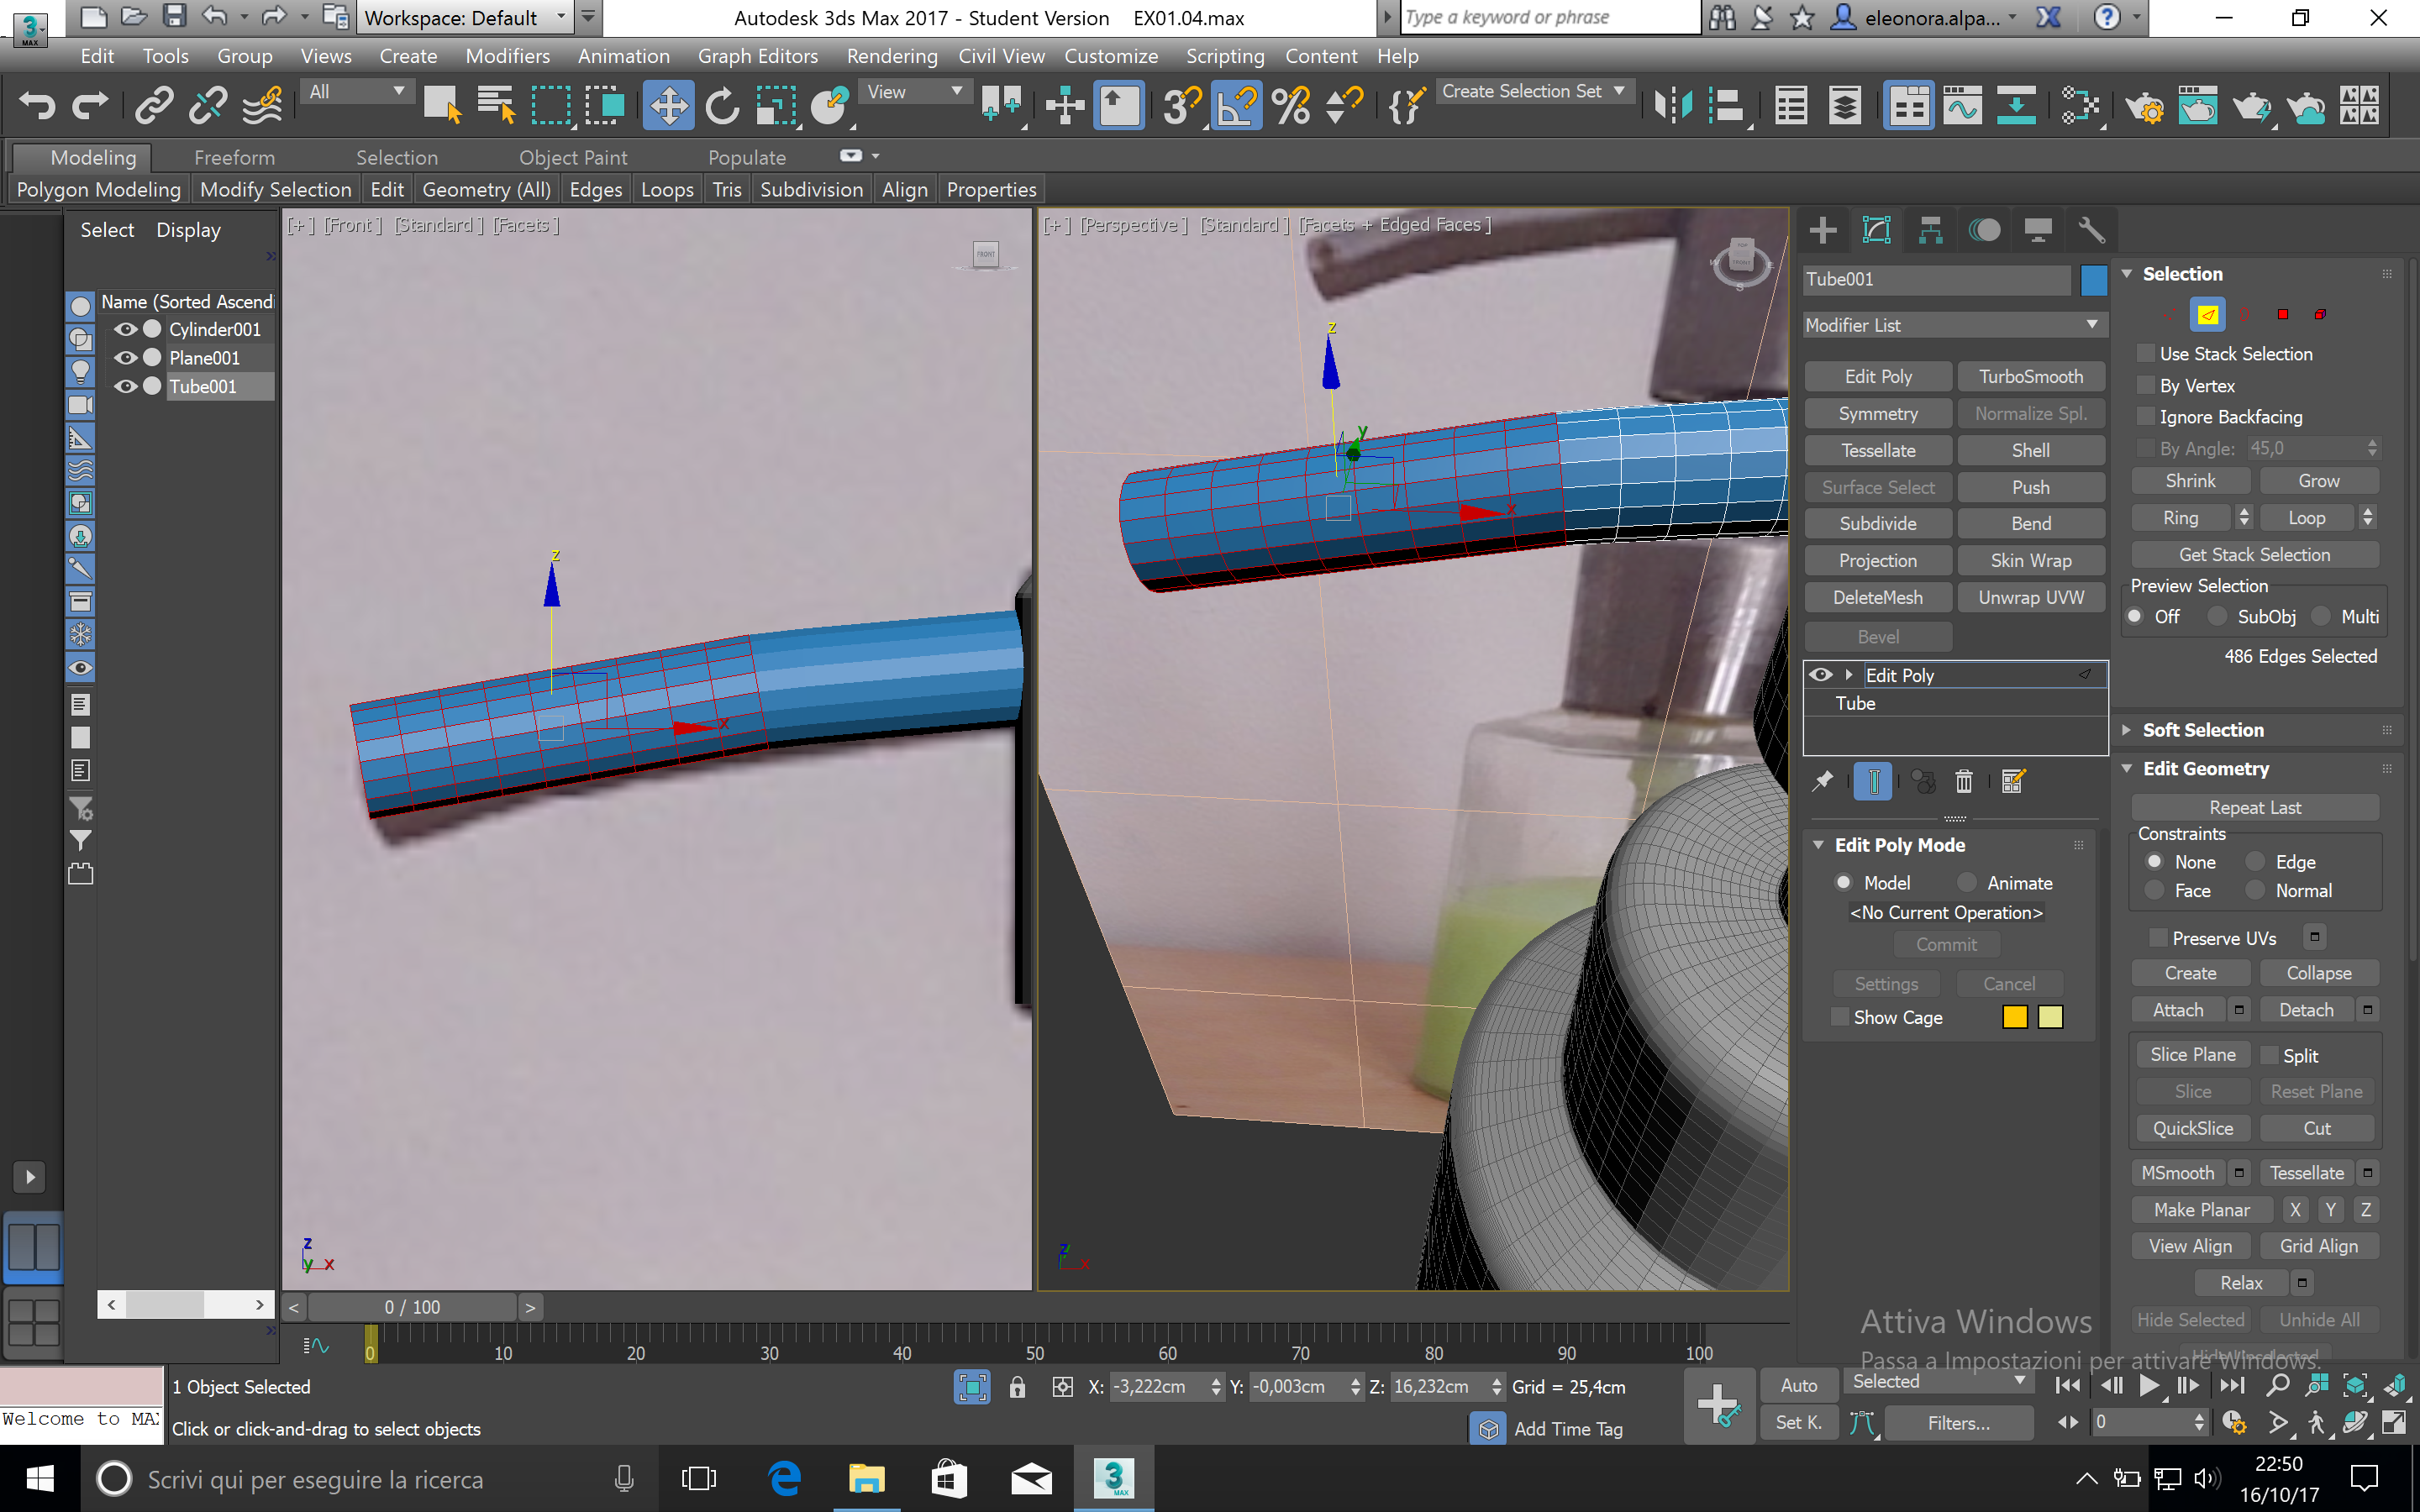 Workspace: Default
Autodesk 3ds Max 2017 - Student Version EX01.04.max
Type a keyword or phrase
eleonora.alpa...
Edit Tools Group Views Create Modifiers Animation Graph Editors Rendering Civil View Customize Scripting Content Help
All
View
Create Selection Set
Modeling Freeform Selection Object Paint Populate
Polygon Modeling Modify Selection Edit Geometry (All) Edges Loops Tris Subdivision Align Properties
Select Display
Name (Sorted Ascendi
Cylinder001
Plane001
Tube001
[+] [Front] [Standard] [Facets]
FRONT
z
x
z
y x
[+] [Perspective] [Standard] [Facets + Edged Faces]
TOP
FRONT
S
z
y
x
z
x
Tube001
Modifier List
Edit Poly TurboSmooth
Symmetry Normalize Spl.
Tessellate Shell
Surface Select Push
Subdivide Bend
Projection Skin Wrap
DeleteMesh Unwrap UVW
Bevel
Edit Poly
Tube
Edit Poly Mode
Model Animate
<No Current Operation>
Commit
Settings Cancel
Show Cage
Selection
Use Stack Selection
By Vertex
Ignore Backfacing
By Angle: 45,0
Shrink Grow
Ring Loop
Get Stack Selection
Preview Selection
Off SubObj Multi
486 Edges Selected
Soft Selection
Edit Geometry
Repeat Last
Constraints
None Edge
Face Normal
Preserve UVs
Create Collapse
Attach Detach
Slice Plane Split
Slice Reset Plane
QuickSlice Cut
MSmooth Tessellate
Make Planar X Y Z
View Align Grid Align
Relax
Hide Selected Unhide All
Hide Unselected
Attiva Windows
Passa a Impostazioni per attivare Windows.
< 0 / 100 >
0 10 20 30 40 50 60 70 80 90 100
1 Object Selected
X: -3,222cm Y: -0,003cm Z: 16,232cm Grid = 25,4cm
Auto Selected
Welcome to MAX
Click or click-and-drag to select objects
Add Time Tag
Set K. Filters... 0
Scrivi qui per eseguire la ricerca
3
MAX
22:50
16/10/17